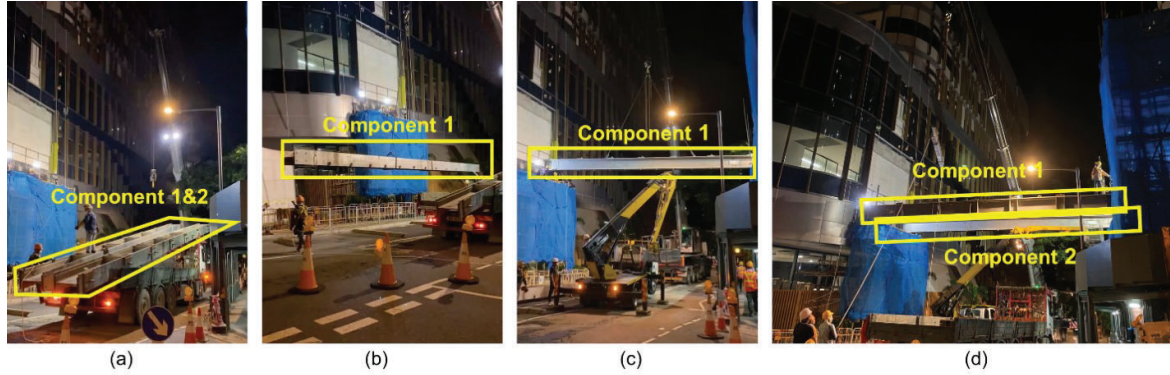 Component 1&2
Component 1
Component 1
Component 1
Component 2
(a)
(b)
(c)
(d)